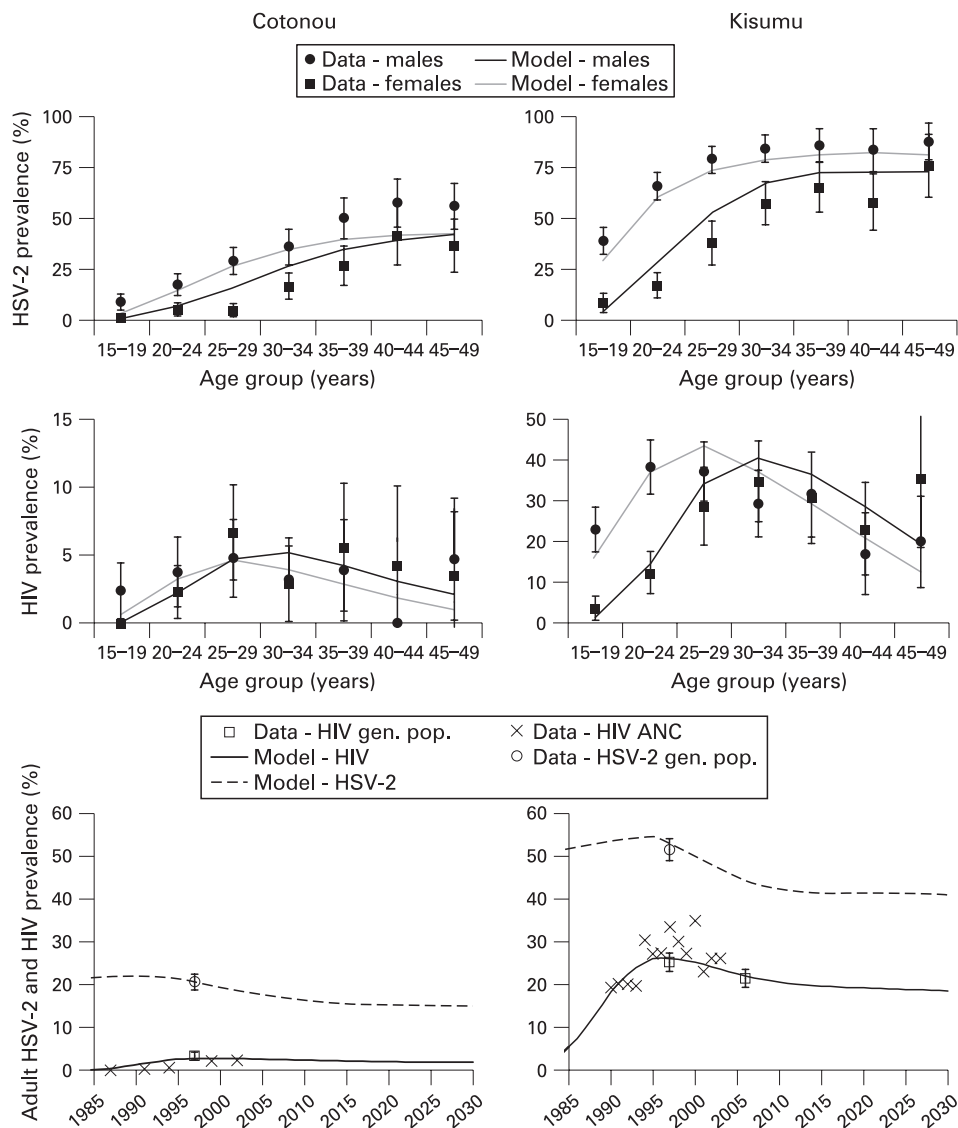 Cotonou
Kisumu
Data - males
Model - males
Data - females
Model - females
HSV-2 prevalence (%)
100
75
50
25
0
15–19 20–24 25–29 30–34 35–39 40–44 45–49
Age group (years)
100
75
50
25
0
15–19 20–24 25–29 30–34 35–39 40–44 45–49
Age group (years)
HIV prevalence (%)
15
10
5
0
15–19 20–24 25–29 30–34 35–39 40–44 45–49
Age group (years)
50
40
30
20
10
0
15–19 20–24 25–29 30–34 35–39 40–44 45–49
Age group (years)
Data - HIV gen. pop.
Data - HIV ANC
Model - HIV
Data - HSV-2 gen. pop.
Model - HSV-2
Adult HSV-2 and HIV prevalence (%)
60
50
40
30
20
10
0
1985 1990 1995 2000 2005 2010 2015 2020 2025 2030
60
50
40
30
20
10
0
1985 1990 1995 2000 2005 2010 2015 2020 2025 2030